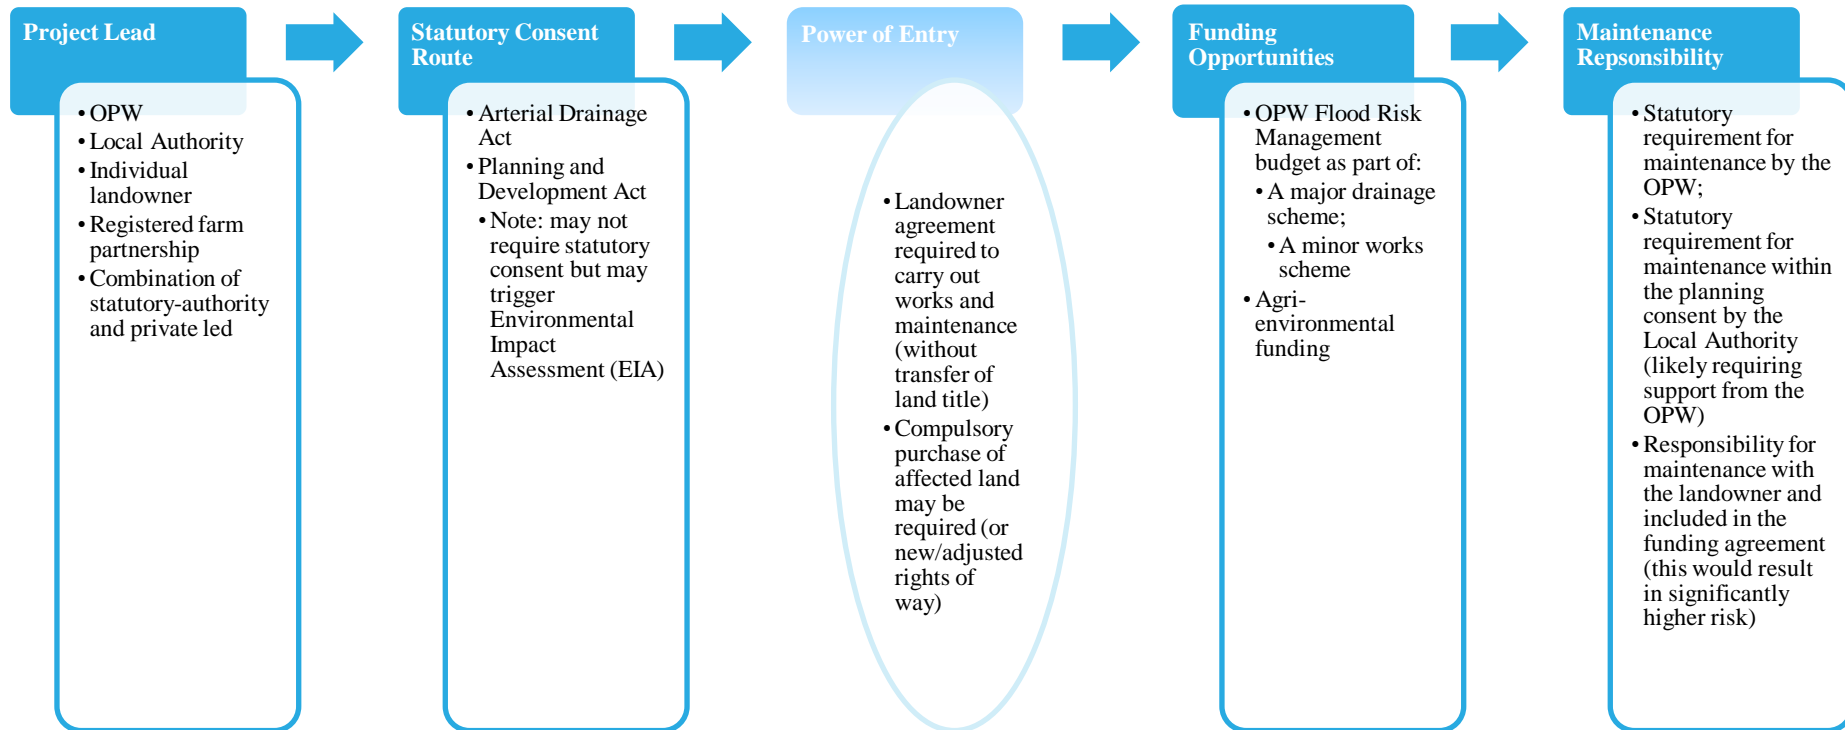 Project Lead
• OPW
• Local Authority
• Individual
landowner
• Registered farm
partnership
• Combination of
statutory-authority
and private led
Statutory Consent
Route
• Arterial Drainage
Act
• Planning and
Development Act
• Note: may not
require statutory
consent but may
trigger
Environmental
Impact
Assessment (EIA)
Power of Entry
• Landowner
agreement
required to
carry out
works and
maintenance
(without
transfer of
land title)
• Compulsory
purchase of
affected land
may be
required (or
new/adjusted
rights of
way)
Funding
Opportunities
• OPW Flood Risk
Management
budget as part of:
• A major drainage
scheme;
• A minor works
scheme
• Agri-
environmental
funding
Maintenance
Repsonsibility
• Statutory
requirement for
maintenance by the
OPW;
• Statutory
requirement for
maintenance within
the planning
consent by the
Local Authority
(likely requiring
support from the
OPW)
• Responsibility for
maintenance with
the landowner and
included in the
funding agreement
(this would result
in significantly
higher risk)